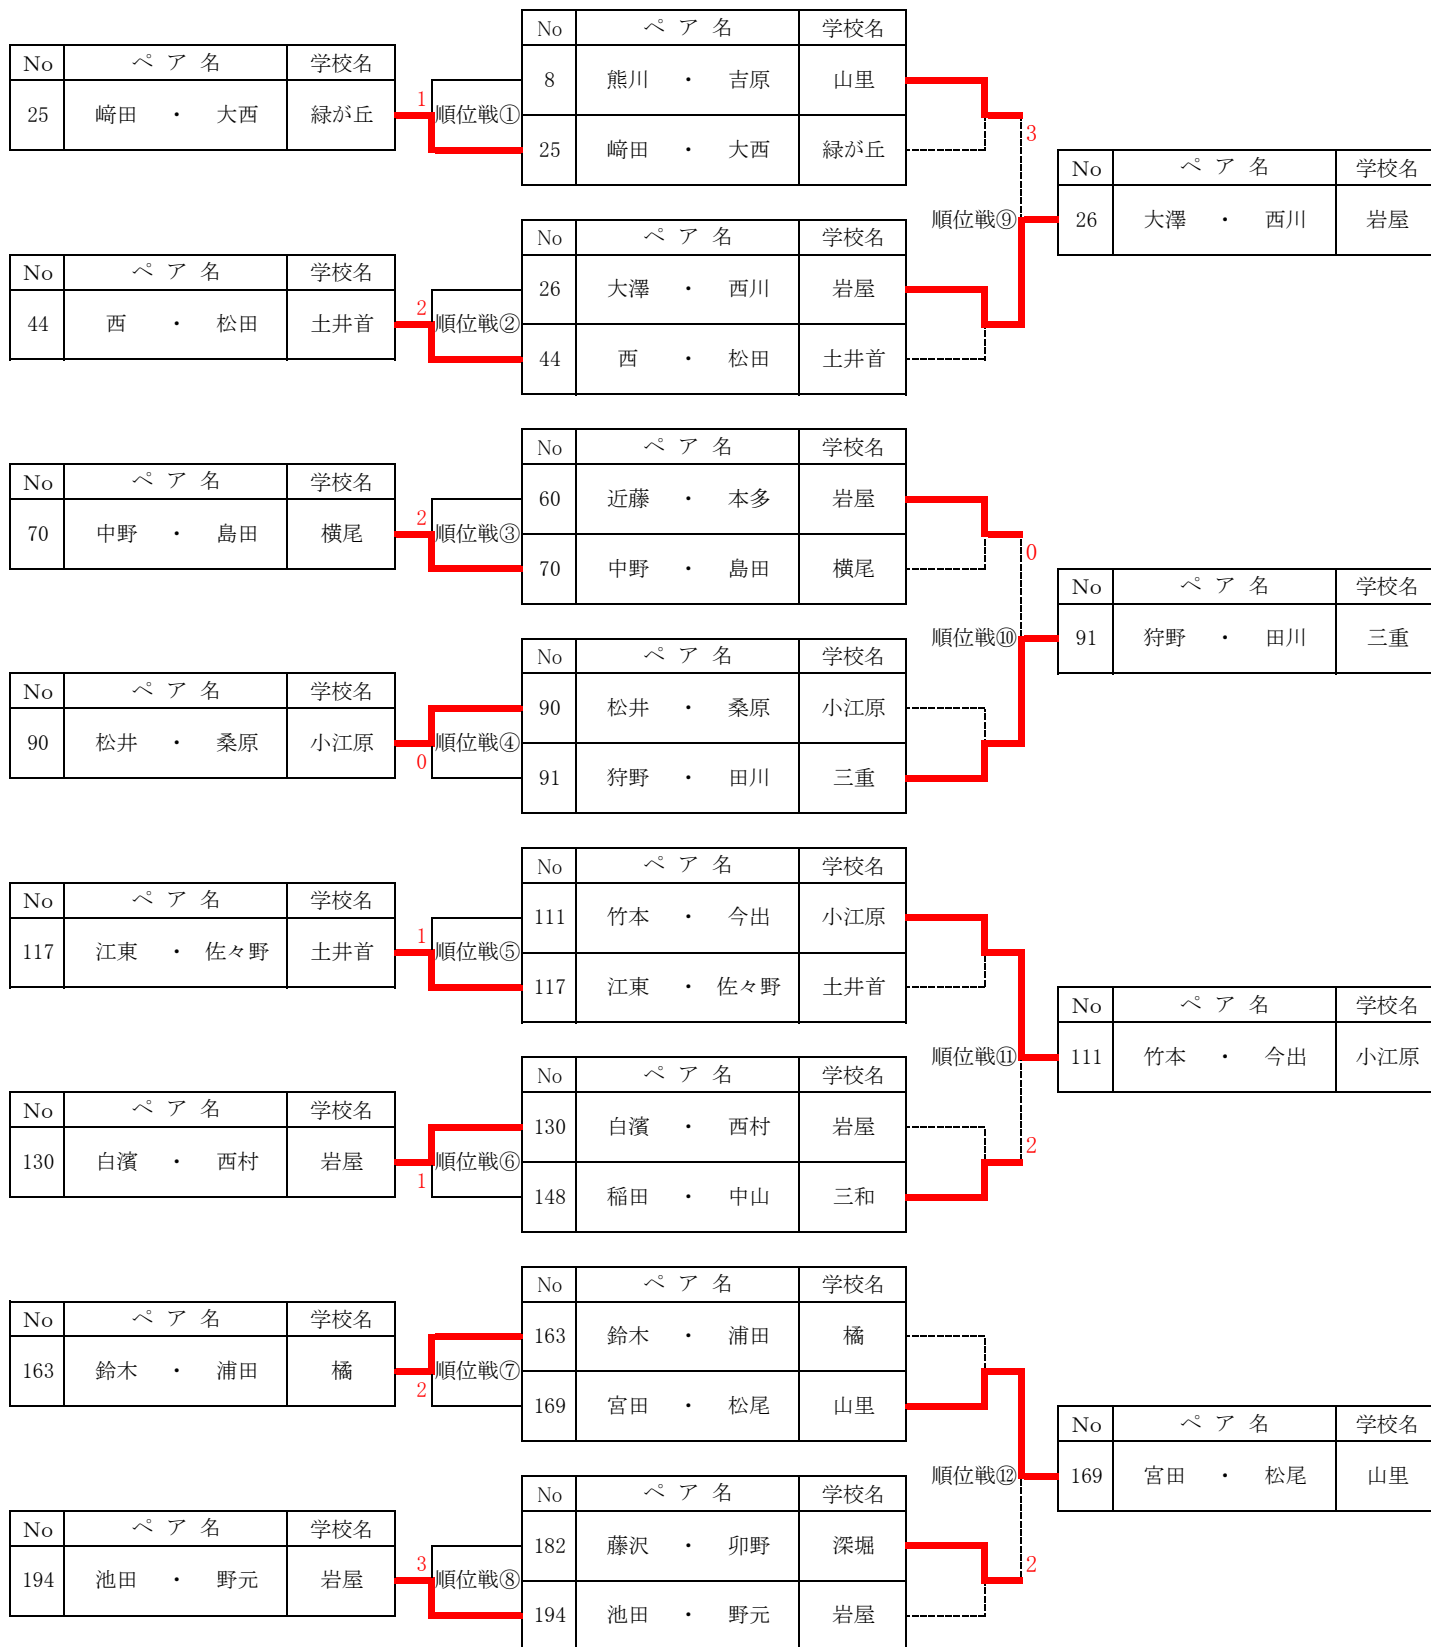 No ペア名 学校名
25 﨑田 ・ 大西 緑が丘
1 順位戦①
No ペア名 学校名
8 熊川 ・ 吉原 山里
25 﨑田 ・ 大西 緑が丘
3
順位戦⑨
No ペア名 学校名
26 大澤 ・ 西川 岩屋
No ペア名 学校名
44 西 ・ 松田 土井首
2 順位戦②
No ペア名 学校名
26 大澤 ・ 西川 岩屋
44 西 ・ 松田 土井首
No ペア名 学校名
70 中野 ・ 島田 横尾
2 順位戦③
No ペア名 学校名
60 近藤 ・ 本多 岩屋
70 中野 ・ 島田 横尾
0
順位戦⑩
No ペア名 学校名
91 狩野 ・ 田川 三重
No ペア名 学校名
90 松井 ・ 桑原 小江原
0 順位戦④
No ペア名 学校名
90 松井 ・ 桑原 小江原
91 狩野 ・ 田川 三重
No ペア名 学校名
117 江東 ・ 佐々野 土井首
1 順位戦⑤
No ペア名 学校名
111 竹本 ・ 今出 小江原
117 江東 ・ 佐々野 土井首
順位戦⑪
No ペア名 学校名
111 竹本 ・ 今出 小江原
No ペア名 学校名
130 白濱 ・ 西村 岩屋
1 順位戦⑥
No ペア名 学校名
130 白濱 ・ 西村 岩屋
148 稲田 ・ 中山 三和
2
No ペア名 学校名
163 鈴木 ・ 浦田 橘
2 順位戦⑦
No ペア名 学校名
163 鈴木 ・ 浦田 橘
169 宮田 ・ 松尾 山里
順位戦⑫
No ペア名 学校名
169 宮田 ・ 松尾 山里
No ペア名 学校名
194 池田 ・ 野元 岩屋
3 順位戦⑧
No ペア名 学校名
182 藤沢 ・ 卯野 深堀
194 池田 ・ 野元 岩屋
2